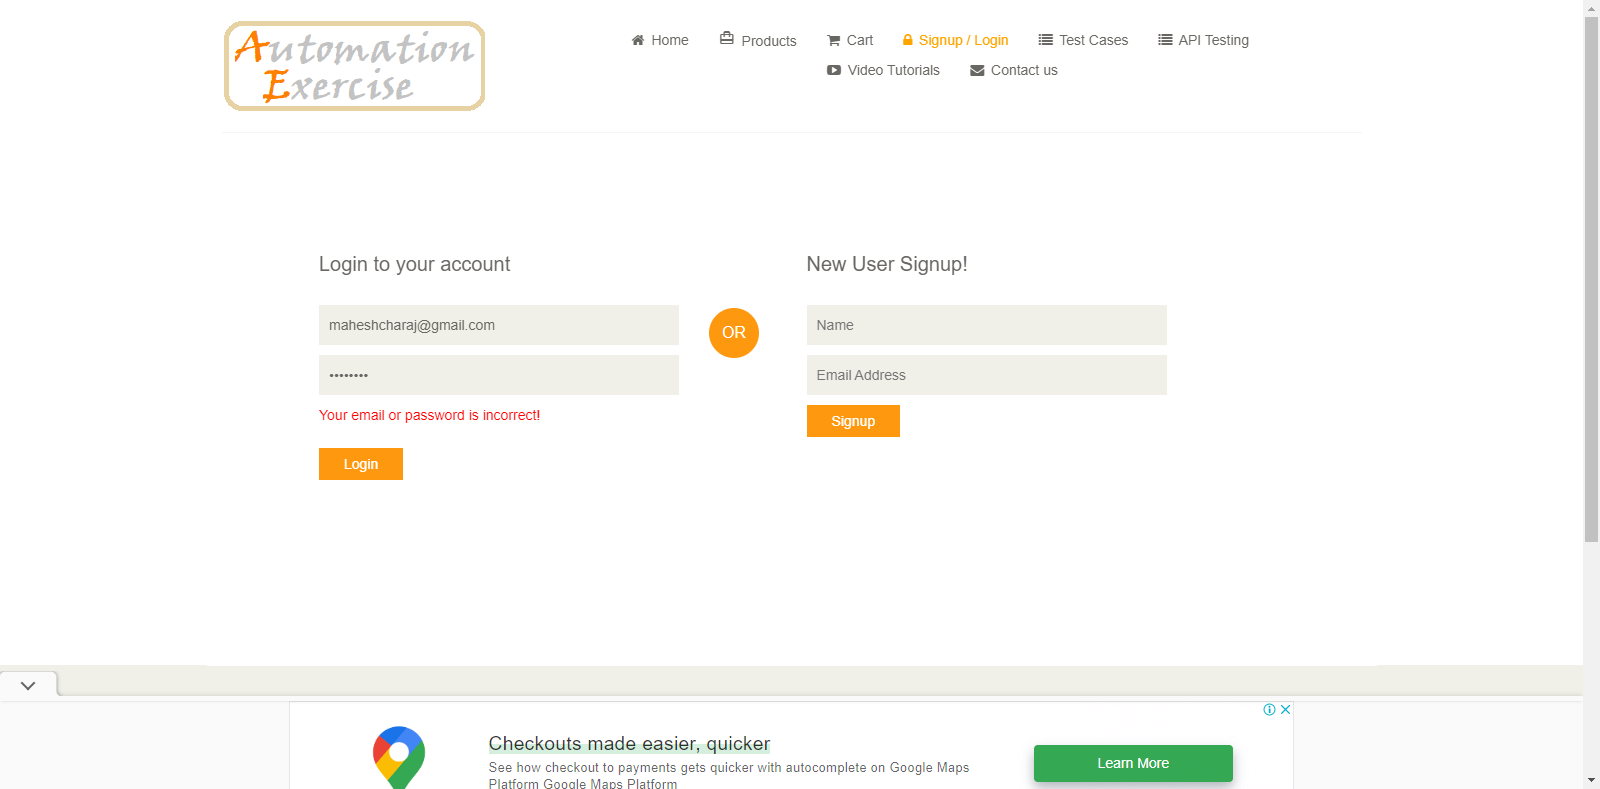 Automation
Exercise
Home
Products
Cart
Signup / Login
Test Cases
API Testing
Video Tutorials
Contact us
Login to your account
maheshcharaj@gmail.com
••••••••
Your email or password is incorrect!
Login
OR
New User Signup!
Name
Email Address
Signup
Checkouts made easier, quicker
See how checkout to payments gets quicker with autocomplete on Google Maps
Platform Google Maps Platform
Learn More